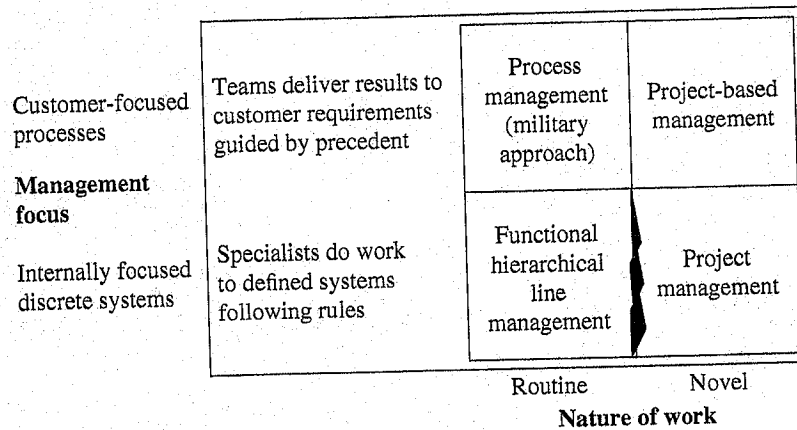 Customer-focused
processes
Management
focus
Internally focused
discrete systems
Teams deliver results to
customer requirements
guided by precedent
Specialists do work
to defined systems
following rules
Process
management
(military
approach)
Project-based
management
Functional
hierarchical
line
management
Project
management
Routine
Novel
Nature of work